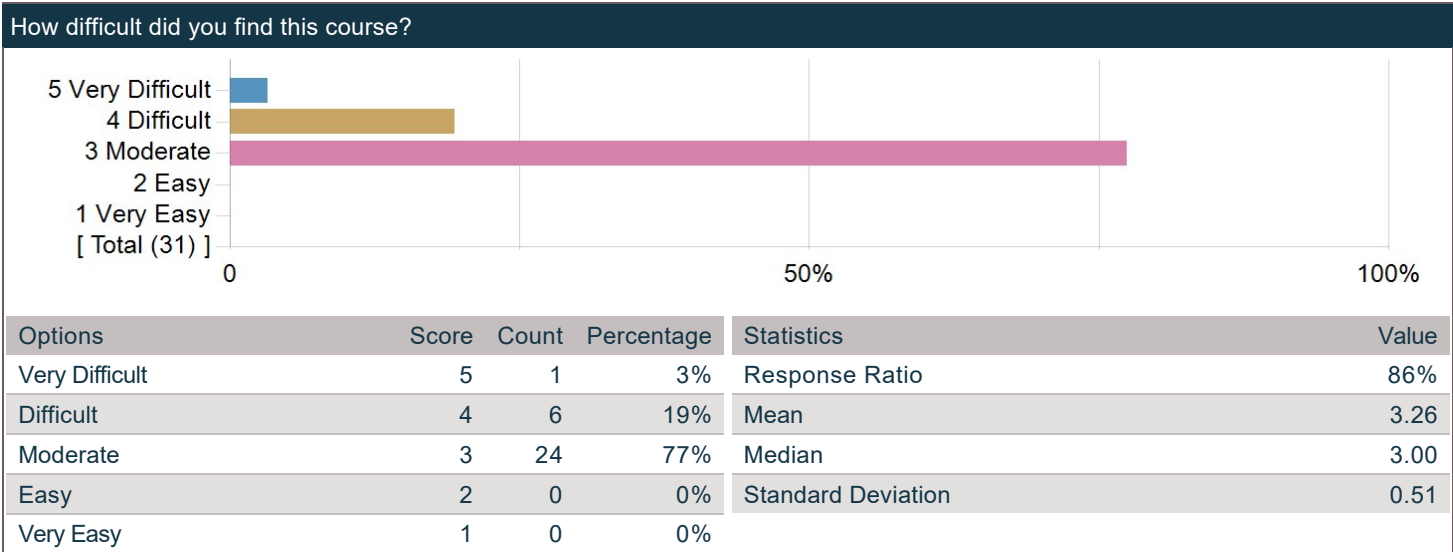 How difficult did you find this course?
5 Very Difficult
4 Difficult
3 Moderate
2 Easy
1 Very Easy
[ Total (31) ]
0 50% 100%
Options Score Count Percentage
Very Difficult 5 1 3%
Difficult 4 6 19%
Moderate 3 24 77%
Easy 2 0 0%
Very Easy 1 0 0%
Statistics Value
Response Ratio 86%
Mean 3.26
Median 3.00
Standard Deviation 0.51